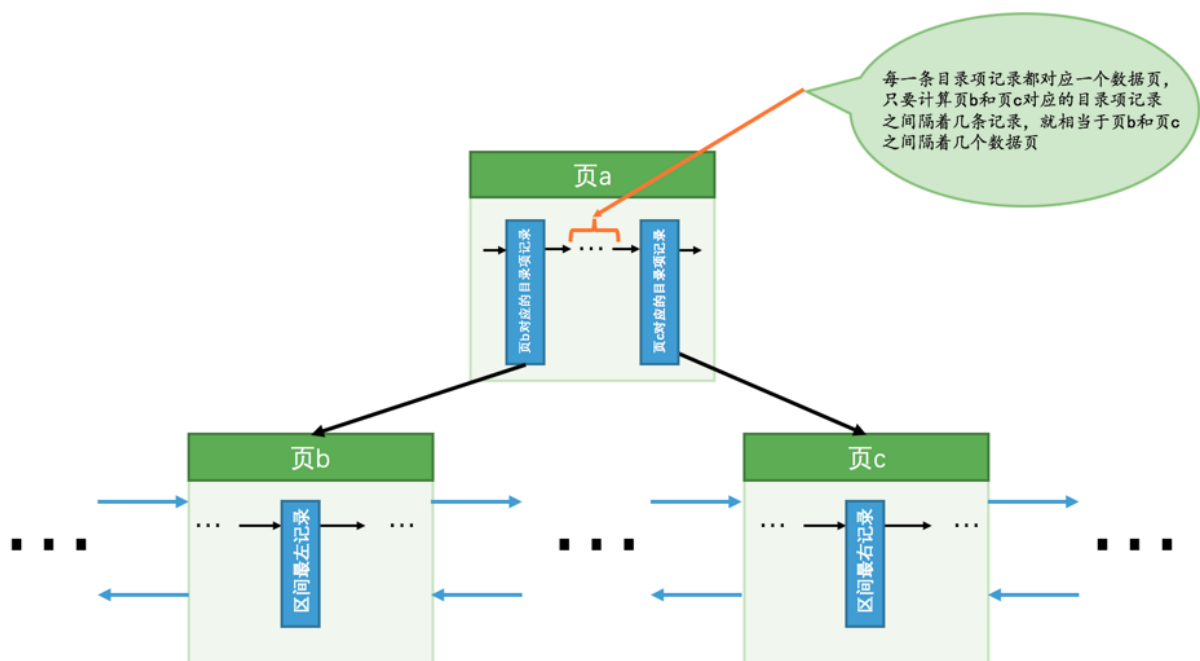 每一条目录项记录都对应一个数据页，
只要计算页b和页c对应的目录项记录
之间隔着几条记录，就相当于页b和页c
之间隔着几个数据页
页a
页b对应的目录项记录
...
页c对应的目录项记录
页b
页c
...
区间最左记录
...
...
区间最右记录
...